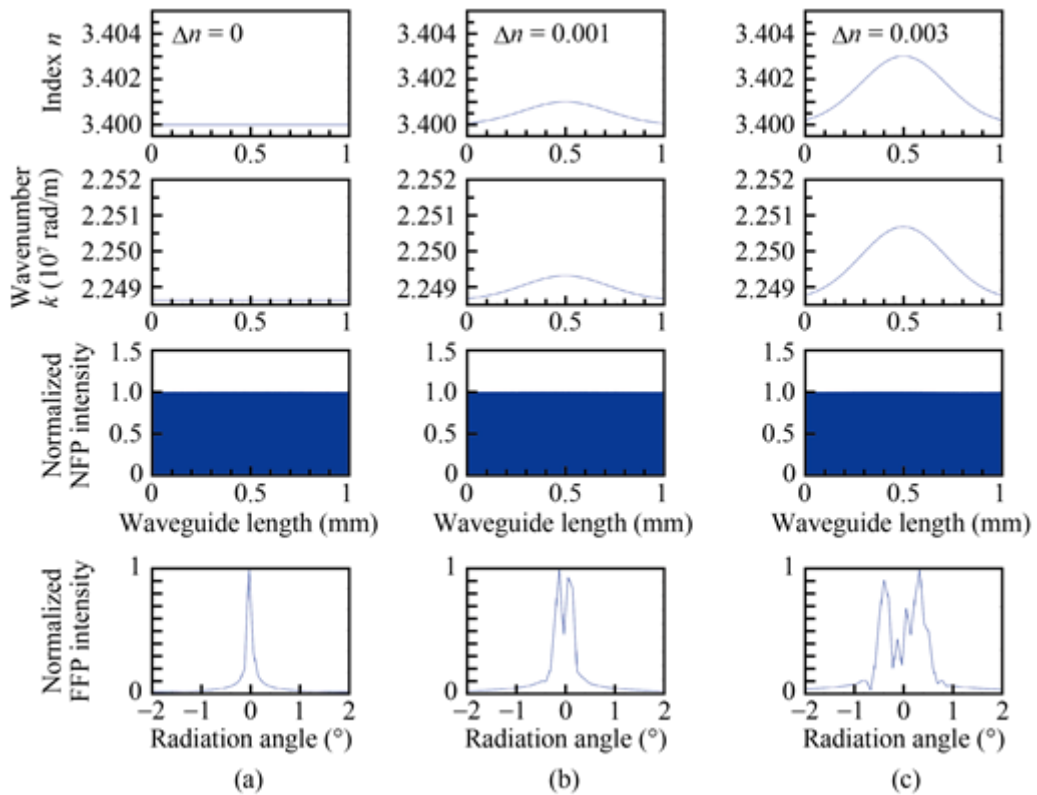 Index n
3.404
3.402
3.400
Δn = 0
0 0.5 1
3.404
3.402
3.400
Δn = 0.001
0 0.5 1
3.404
3.402
3.400
Δn = 0.003
0 0.5 1
Wavenumber
k (10⁷ rad/m)
2.252
2.251
2.250
2.249
0 0.5 1
2.252
2.251
2.250
2.249
0 0.5 1
2.252
2.251
2.250
2.249
0 0.5 1
Normalized
NFP intensity
1.5
1.0
0.5
0
0 0.5 1
Waveguide length (mm)
1.5
1.0
0.5
0
0 0.5 1
Waveguide length (mm)
1.5
1.0
0.5
0
0 0.5 1
Waveguide length (mm)
Normalized
FFP intensity
1
0
−2 −1 0 1 2
Radiation angle (°)
(a)
1
0
−2 −1 0 1 2
Radiation angle (°)
(b)
1
0
−2 −1 0 1 2
Radiation angle (°)
(c)